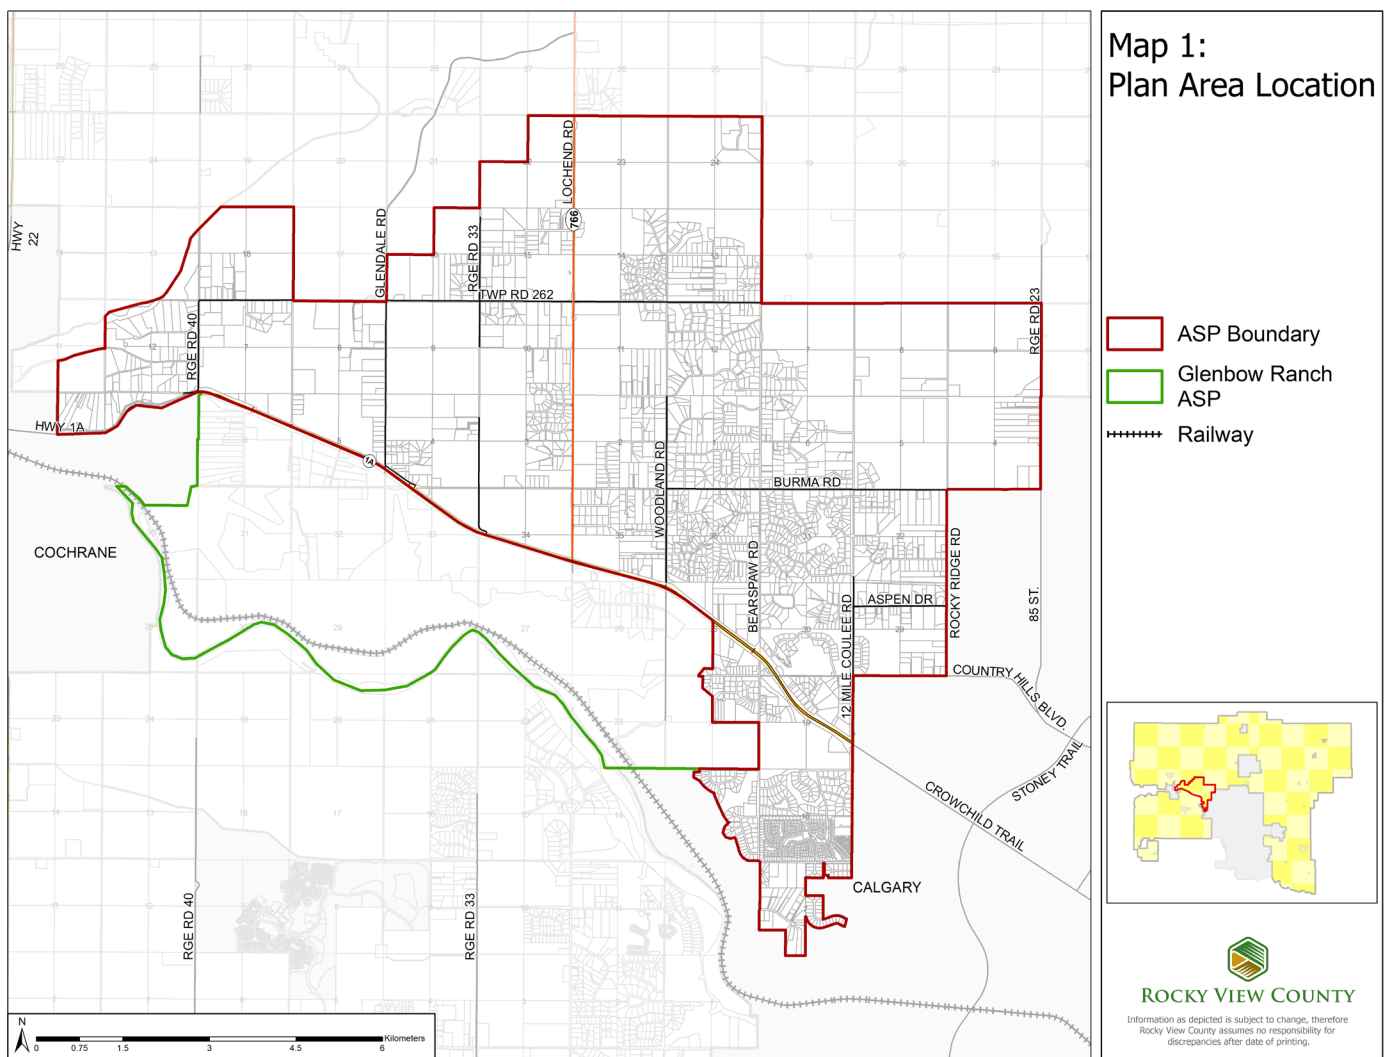 Map 1:
Plan Area Location
ASP Boundary
Glenbow Ranch
ASP
Railway
HWY
22
GLENDALE RD
RGE RD 33
LOCHEND RD
766
TWP RD 262
RGE RD 40
RGE RD 23
HWY 1A
1A
WOODLAND RD
BURMA RD
COCHRANE
BEARSPAW RD
12 MILE COULEE RD
ASPEN DR
ROCKY RIDGE RD
85 ST.
COUNTRY HILLS BLVD.
STONEY TRAIL
CROWCHILD TRAIL
CALGARY
RGE RD 40
RGE RD 33
N
0 0.75 1.5 3 4.5 6
Kilometers
ROCKY VIEW COUNTY
Information as depicted is subject to change, therefore
Rocky View County assumes no responsibility for
discrepancies after date of printing.